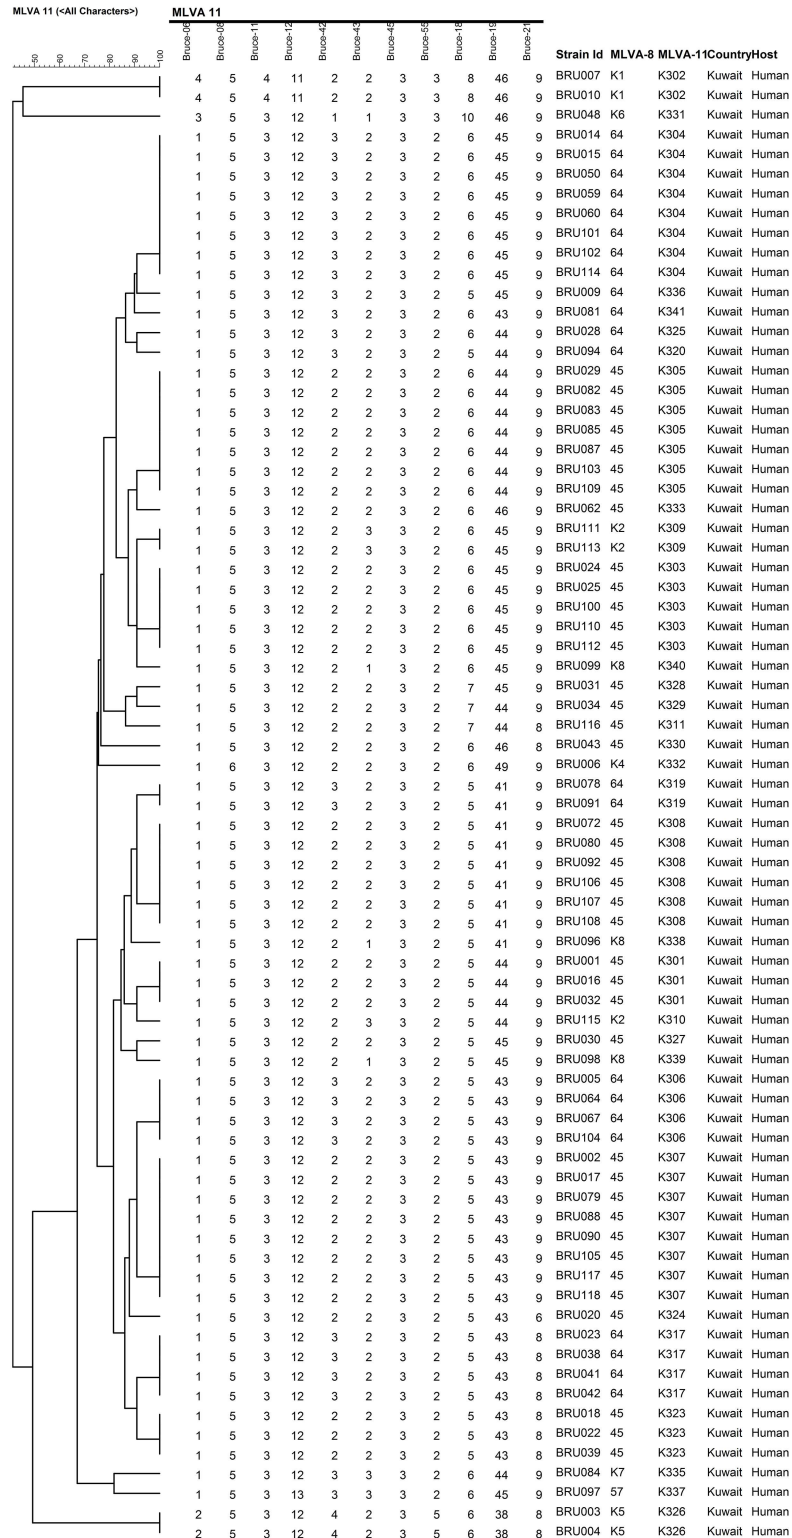 MLVA 11 (<All Characters>)
MLVA 11
50 60 70 80 90 100
Bruce-06 Bruce-08 Bruce-11 Bruce-12 Bruce-42 Bruce-43 Bruce-45 Bruce-55 Bruce-18 Bruce-19 Bruce-21
Strain Id MLVA-8 MLVA-11 Country Host
4 5 4 11 2 2 3 3 8 46 9 BRU007 K1 K302 Kuwait Human
4 5 4 11 2 2 3 3 8 46 9 BRU010 K1 K302 Kuwait Human
3 5 3 12 1 1 3 3 10 46 9 BRU048 K6 K331 Kuwait Human
1 5 3 12 3 2 3 2 6 45 9 BRU014 64 K304 Kuwait Human
1 5 3 12 3 2 3 2 6 45 9 BRU015 64 K304 Kuwait Human
1 5 3 12 3 2 3 2 6 45 9 BRU050 64 K304 Kuwait Human
1 5 3 12 3 2 3 2 6 45 9 BRU059 64 K304 Kuwait Human
1 5 3 12 3 2 3 2 6 45 9 BRU060 64 K304 Kuwait Human
1 5 3 12 3 2 3 2 6 45 9 BRU101 64 K304 Kuwait Human
1 5 3 12 3 2 3 2 6 45 9 BRU102 64 K304 Kuwait Human
1 5 3 12 3 2 3 2 6 45 9 BRU114 64 K304 Kuwait Human
1 5 3 12 3 2 3 2 5 45 9 BRU009 64 K336 Kuwait Human
1 5 3 12 3 2 3 2 6 43 9 BRU081 64 K341 Kuwait Human
1 5 3 12 3 2 3 2 6 44 9 BRU028 64 K325 Kuwait Human
1 5 3 12 3 2 3 2 5 44 9 BRU094 64 K320 Kuwait Human
1 5 3 12 2 2 3 2 6 44 9 BRU029 45 K305 Kuwait Human
1 5 3 12 2 2 3 2 6 44 9 BRU082 45 K305 Kuwait Human
1 5 3 12 2 2 3 2 6 44 9 BRU083 45 K305 Kuwait Human
1 5 3 12 2 2 3 2 6 44 9 BRU085 45 K305 Kuwait Human
1 5 3 12 2 2 3 2 6 44 9 BRU087 45 K305 Kuwait Human
1 5 3 12 2 2 3 2 6 44 9 BRU103 45 K305 Kuwait Human
1 5 3 12 2 2 3 2 6 44 9 BRU109 45 K305 Kuwait Human
1 5 3 12 2 2 3 2 6 46 9 BRU062 45 K333 Kuwait Human
1 5 3 12 2 3 3 2 6 45 9 BRU111 K2 K309 Kuwait Human
1 5 3 12 2 3 3 2 6 45 9 BRU113 K2 K309 Kuwait Human
1 5 3 12 2 2 3 2 6 45 9 BRU024 45 K303 Kuwait Human
1 5 3 12 2 2 3 2 6 45 9 BRU025 45 K303 Kuwait Human
1 5 3 12 2 2 3 2 6 45 9 BRU100 45 K303 Kuwait Human
1 5 3 12 2 2 3 2 6 45 9 BRU110 45 K303 Kuwait Human
1 5 3 12 2 2 3 2 6 45 9 BRU112 45 K303 Kuwait Human
1 5 3 12 2 1 3 2 6 45 9 BRU099 K8 K340 Kuwait Human
1 5 3 12 2 2 3 2 7 45 9 BRU031 45 K328 Kuwait Human
1 5 3 12 2 2 3 2 7 44 9 BRU034 45 K329 Kuwait Human
1 5 3 12 2 2 3 2 7 44 8 BRU116 45 K311 Kuwait Human
1 5 3 12 2 2 3 2 6 46 8 BRU043 45 K330 Kuwait Human
1 6 3 12 2 2 3 2 6 49 9 BRU006 K4 K332 Kuwait Human
1 5 3 12 3 2 3 2 5 41 9 BRU078 64 K319 Kuwait Human
1 5 3 12 3 2 3 2 5 41 9 BRU091 64 K319 Kuwait Human
1 5 3 12 2 2 3 2 5 41 9 BRU072 45 K308 Kuwait Human
1 5 3 12 2 2 3 2 5 41 9 BRU080 45 K308 Kuwait Human
1 5 3 12 2 2 3 2 5 41 9 BRU092 45 K308 Kuwait Human
1 5 3 12 2 2 3 2 5 41 9 BRU106 45 K308 Kuwait Human
1 5 3 12 2 2 3 2 5 41 9 BRU107 45 K308 Kuwait Human
1 5 3 12 2 2 3 2 5 41 9 BRU108 45 K308 Kuwait Human
1 5 3 12 2 1 3 2 5 41 9 BRU096 K8 K338 Kuwait Human
1 5 3 12 2 2 3 2 5 44 9 BRU001 45 K301 Kuwait Human
1 5 3 12 2 2 3 2 5 44 9 BRU016 45 K301 Kuwait Human
1 5 3 12 2 2 3 2 5 44 9 BRU032 45 K301 Kuwait Human
1 5 3 12 2 3 3 2 5 44 9 BRU115 K2 K310 Kuwait Human
1 5 3 12 2 2 3 2 5 45 9 BRU030 45 K327 Kuwait Human
1 5 3 12 2 1 3 2 5 45 9 BRU098 K8 K339 Kuwait Human
1 5 3 12 3 2 3 2 5 43 9 BRU005 64 K306 Kuwait Human
1 5 3 12 3 2 3 2 5 43 9 BRU064 64 K306 Kuwait Human
1 5 3 12 3 2 3 2 5 43 9 BRU067 64 K306 Kuwait Human
1 5 3 12 3 2 3 2 5 43 9 BRU104 64 K306 Kuwait Human
1 5 3 12 2 2 3 2 5 43 9 BRU002 45 K307 Kuwait Human
1 5 3 12 2 2 3 2 5 43 9 BRU017 45 K307 Kuwait Human
1 5 3 12 2 2 3 2 5 43 9 BRU079 45 K307 Kuwait Human
1 5 3 12 2 2 3 2 5 43 9 BRU088 45 K307 Kuwait Human
1 5 3 12 2 2 3 2 5 43 9 BRU090 45 K307 Kuwait Human
1 5 3 12 2 2 3 2 5 43 9 BRU105 45 K307 Kuwait Human
1 5 3 12 2 2 3 2 5 43 9 BRU117 45 K307 Kuwait Human
1 5 3 12 2 2 3 2 5 43 9 BRU118 45 K307 Kuwait Human
1 5 3 12 2 2 3 2 5 43 6 BRU020 45 K324 Kuwait Human
1 5 3 12 3 2 3 2 5 43 8 BRU023 64 K317 Kuwait Human
1 5 3 12 3 2 3 2 5 43 8 BRU038 64 K317 Kuwait Human
1 5 3 12 3 2 3 2 5 43 8 BRU041 64 K317 Kuwait Human
1 5 3 12 3 2 3 2 5 43 8 BRU042 64 K317 Kuwait Human
1 5 3 12 2 2 3 2 5 43 8 BRU018 45 K323 Kuwait Human
1 5 3 12 2 2 3 2 5 43 8 BRU022 45 K323 Kuwait Human
1 5 3 12 2 2 3 2 5 43 8 BRU039 45 K323 Kuwait Human
1 5 3 12 3 3 3 2 6 44 9 BRU084 K7 K335 Kuwait Human
1 5 3 13 3 3 3 2 6 45 9 BRU097 57 K337 Kuwait Human
2 5 3 12 4 2 3 5 6 38 8 BRU003 K5 K326 Kuwait Human
2 5 3 12 4 2 3 5 6 38 8 BRU004 K5 K326 Kuwait Human